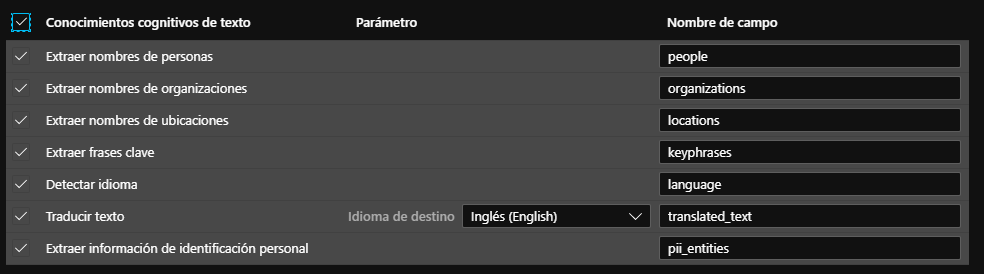 Conocimientos cognitivos de texto Parámetro Nombre de campo
Extraer nombres de personas people
Extraer nombres de organizaciones organizations
Extraer nombres de ubicaciones locations
Extraer frases clave keyphrases
Detectar idioma language
Traducir texto Idioma de destino Inglés (English) translated_text
Extraer información de identificación personal pii_entities